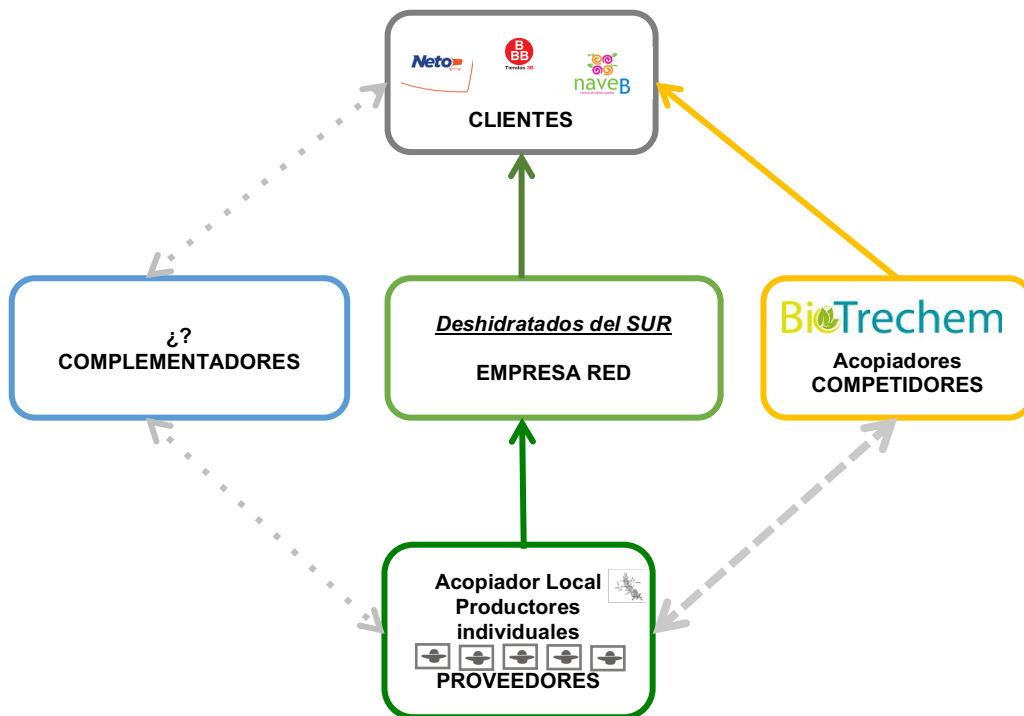 Neto
B
BB
Tiendas 3B
naveB
CLIENTES
¿?
COMPLEMENTADORES
Deshidratados del SUR
EMPRESA RED
BioTrechem
Acopiadores
COMPETIDORES
Acopiador Local
Productores
individuales
PROVEEDORES